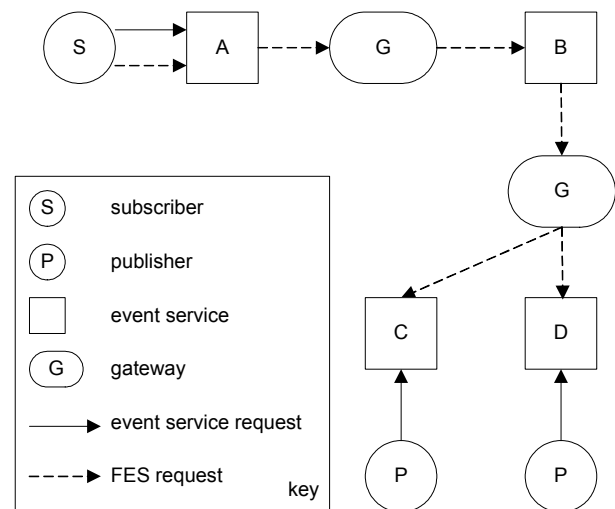 S
A
G
B
G
C
D
P
P
S subscriber
P publisher
event service
G gateway
event service request
FES request
key